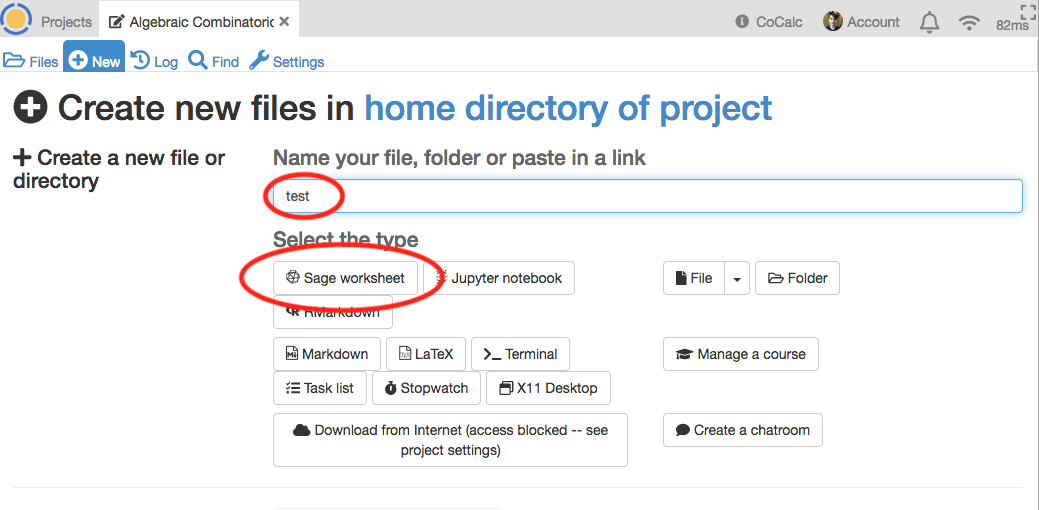 Projects Algebraic Combinatoric CoCalc Account 82ms
Files New Log Find Settings
Create new files in home directory of project
Create a new file or directory
Name your file, folder or paste in a link
test
Select the type
Sage worksheet Jupyter notebook File Folder
RMarkdown
Markdown LaTeX Terminal Manage a course
Task list Stopwatch X11 Desktop
Download from Internet (access blocked -- see project settings) Create a chatroom